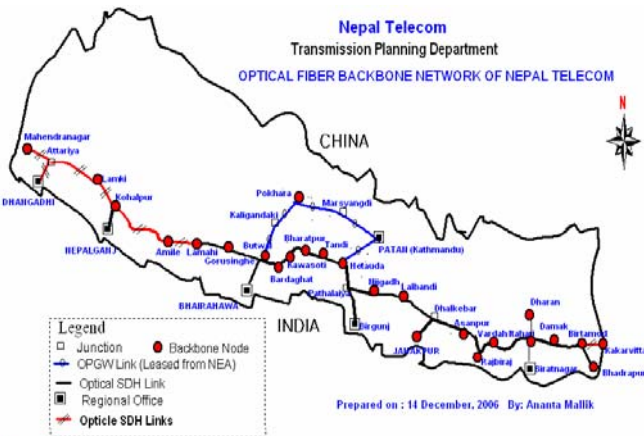 Nepal Telecom
Transmission Planning Department
OPTICAL FIBER BACKBONE NETWORK OF NEPAL TELECOM
N
CHINA
Mahendranagar
Attariya
Lamki
DHANGADHI
Kohalpur
NEPALGANJ
Pokhara
Marsyangdi
Kaligandaki
PATAN (Kathmandu)
Butwal
Bharatpur
Tandi
Amile
Lamahi
Gorusinghe
Kawasoti
Hetauda
Bardaghat
BHAIRAHAWA
Pathalaiya
Nijgadh
Lalbandi
Dhalkebar
Dharan
INDIA
Birgunj
JANAKPUR
Asanpur
Vardah
Itahari
Damak
Birtamod
Kakarvitta
Rajbiraj
Biratnagar
Bhadrapur
Legend
Junction
Backbone Node
OPGW Link (Leased from NEA)
Optical SDH Link
Regional Office
Opticle SDH Links
Prepared on : 14 December, 2006 By: Ananta Mallik